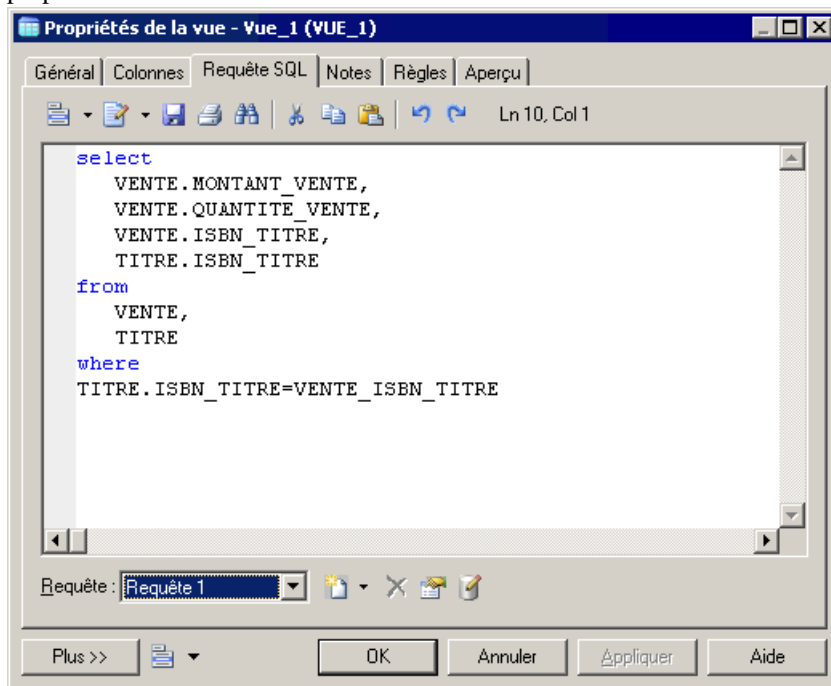 Propriétés de la vue - Vue_1 (VUE_1)
Général Colonnes Requête SQL Notes Règles Aperçu
Ln 10, Col 1
select
VENTE.MONTANT_VENTE,
VENTE.QUANTITE_VENTE,
VENTE.ISBN_TITRE,
TITRE.ISBN_TITRE
from
VENTE,
TITRE
where
TITRE.ISBN_TITRE=VENTE_ISBN_TITRE
Requête : Requête 1
Plus >> OK Annuler Appliquer Aide